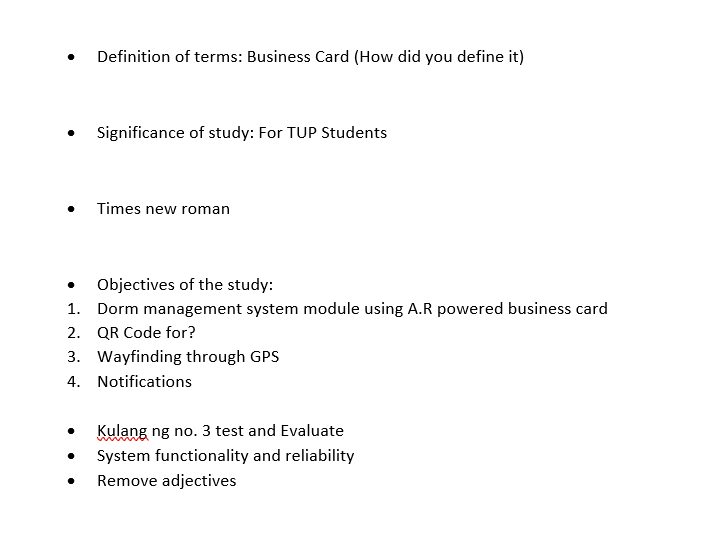 • Definition of terms: Business Card (How did you define it)
• Significance of study: For TUP Students
• Times new roman
• Objectives of the study:
1. Dorm management system module using A.R powered business card
2. QR Code for?
3. Wayfinding through GPS
4. Notifications
• Kulang ng no. 3 test and Evaluate
• System functionality and reliability
• Remove adjectives